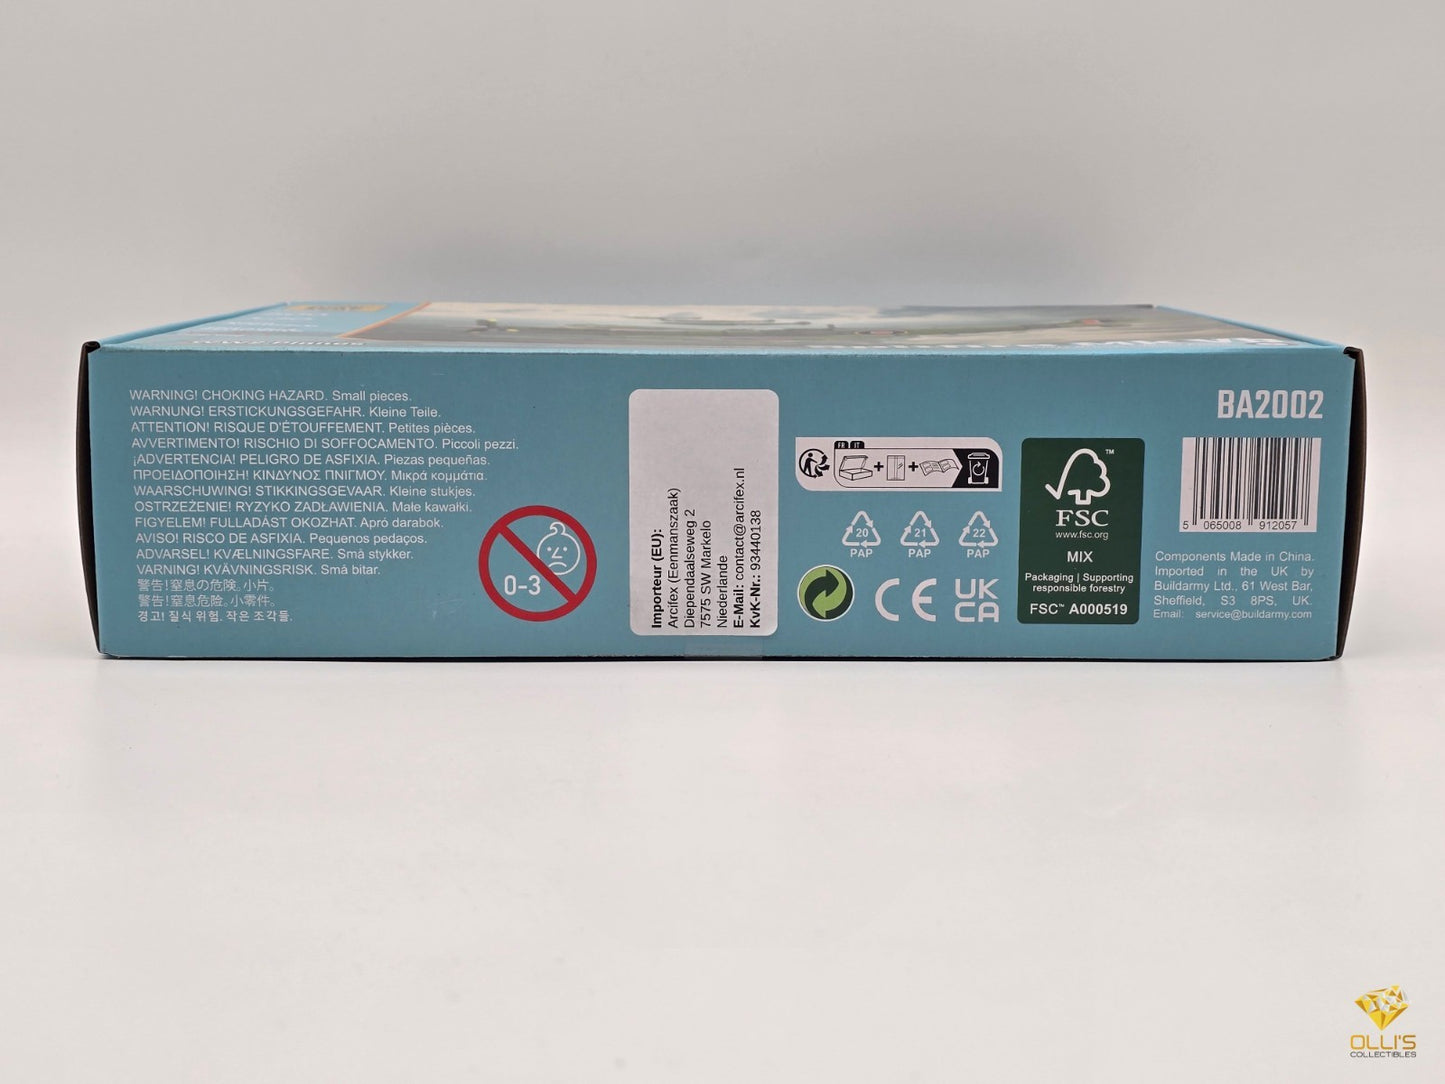 WW2 Planes
WARNING! CHOKING HAZARD. Small pieces.
WARNUNG! ERSTICKUNGSGEFAHR. Kleine Teile.
ATTENTION! RISQUE D'ÉTOUFFEMENT. Petites pièces.
AVVERTIMENTO! RISCHIO DI SOFFOCAMENTO. Piccoli pezzi.
¡ADVERTENCIA! PELIGRO DE ASFIXIA. Piezas pequeñas.
ΠΡΟΕΙΔΟΠΟΙΗΣΗ! ΚΙΝΔΥΝΟΣ ΠΝΙΓΜΟΥ. Μικρά κομμάτια.
WAARSCHUWING! STIKKINGSGEVAAR. Kleine stukjes.
OSTRZEŻENIE! RYZYKO ZADŁAWIENIA. Małe kawałki.
FIGYELEM! FULLADÁST OKOZHAT. Apró darabok.
AVISO! RISCO DE ASFIXIA. Pequenos pedaços.
ADVARSEL! KVÆLNINGSFARE. Små stykker.
VARNING! KVÄVNINGSRISK. Små bitar.
警告!窒息の危険。小片。
警告!窒息危险。小零件。
경고! 질식 위험. 작은 조각들.
0-3
Importeur (EU):
Arcifex (Eenmanszaak)
Diependaalseweg 2
7575 SW Markelo
Niederlande
E-Mail: contact@arcifex.nl
KvK-Nr.: 93440138
FR IT
20 PAP
21 PAP
22 PAP
CE
UK
CA
FSC™
www.fsc.org
MIX
Packaging | Supporting
responsible forestry
FSC™ A000519
BA2002
5 065008 912057
Components Made in China.
Imported in the UK by
Buildarmy Ltd., 61 West Bar,
Sheffield, S3 8PS, UK.
Email: service@buildarmy.com
OLLI'S
COLLECTIBLES